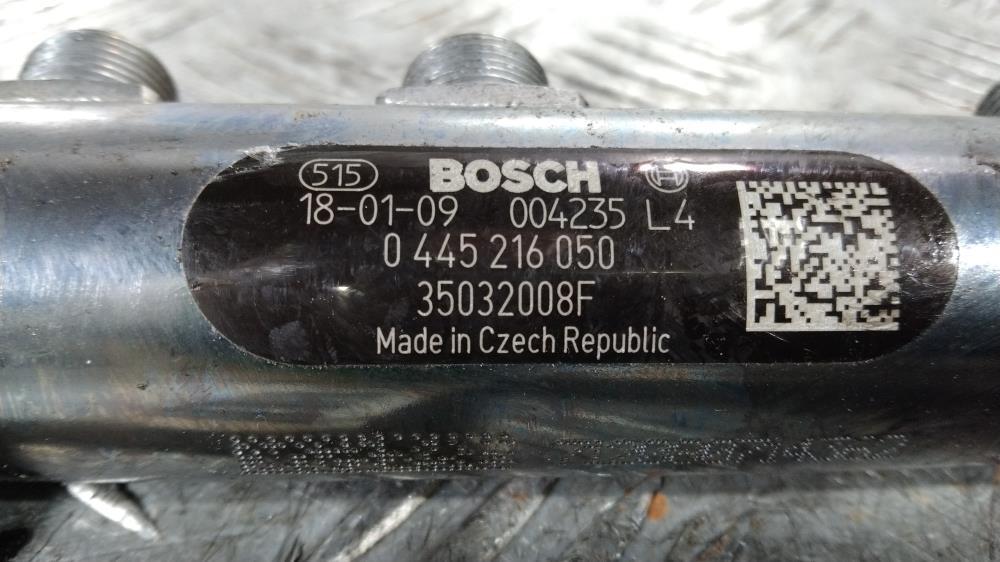 515 BOSCH
18-01-09 004235 L4
0 445 216 050
35032008F
Made in Czech Republic